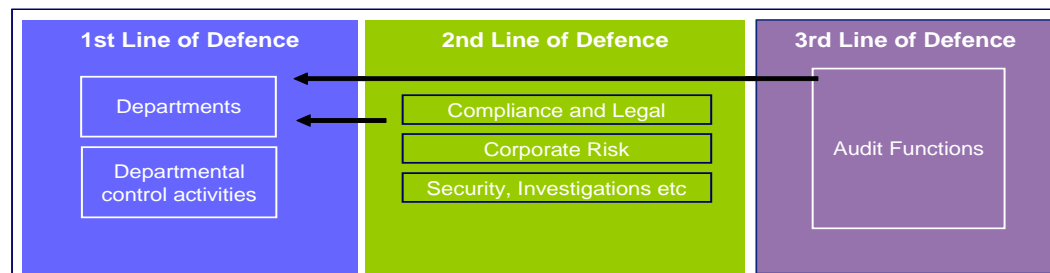 1st Line of Defence
Departments
Departmental
control activities
2nd Line of Defence
Compliance and Legal
Corporate Risk
Security, Investigations etc
3rd Line of Defence
Audit Functions